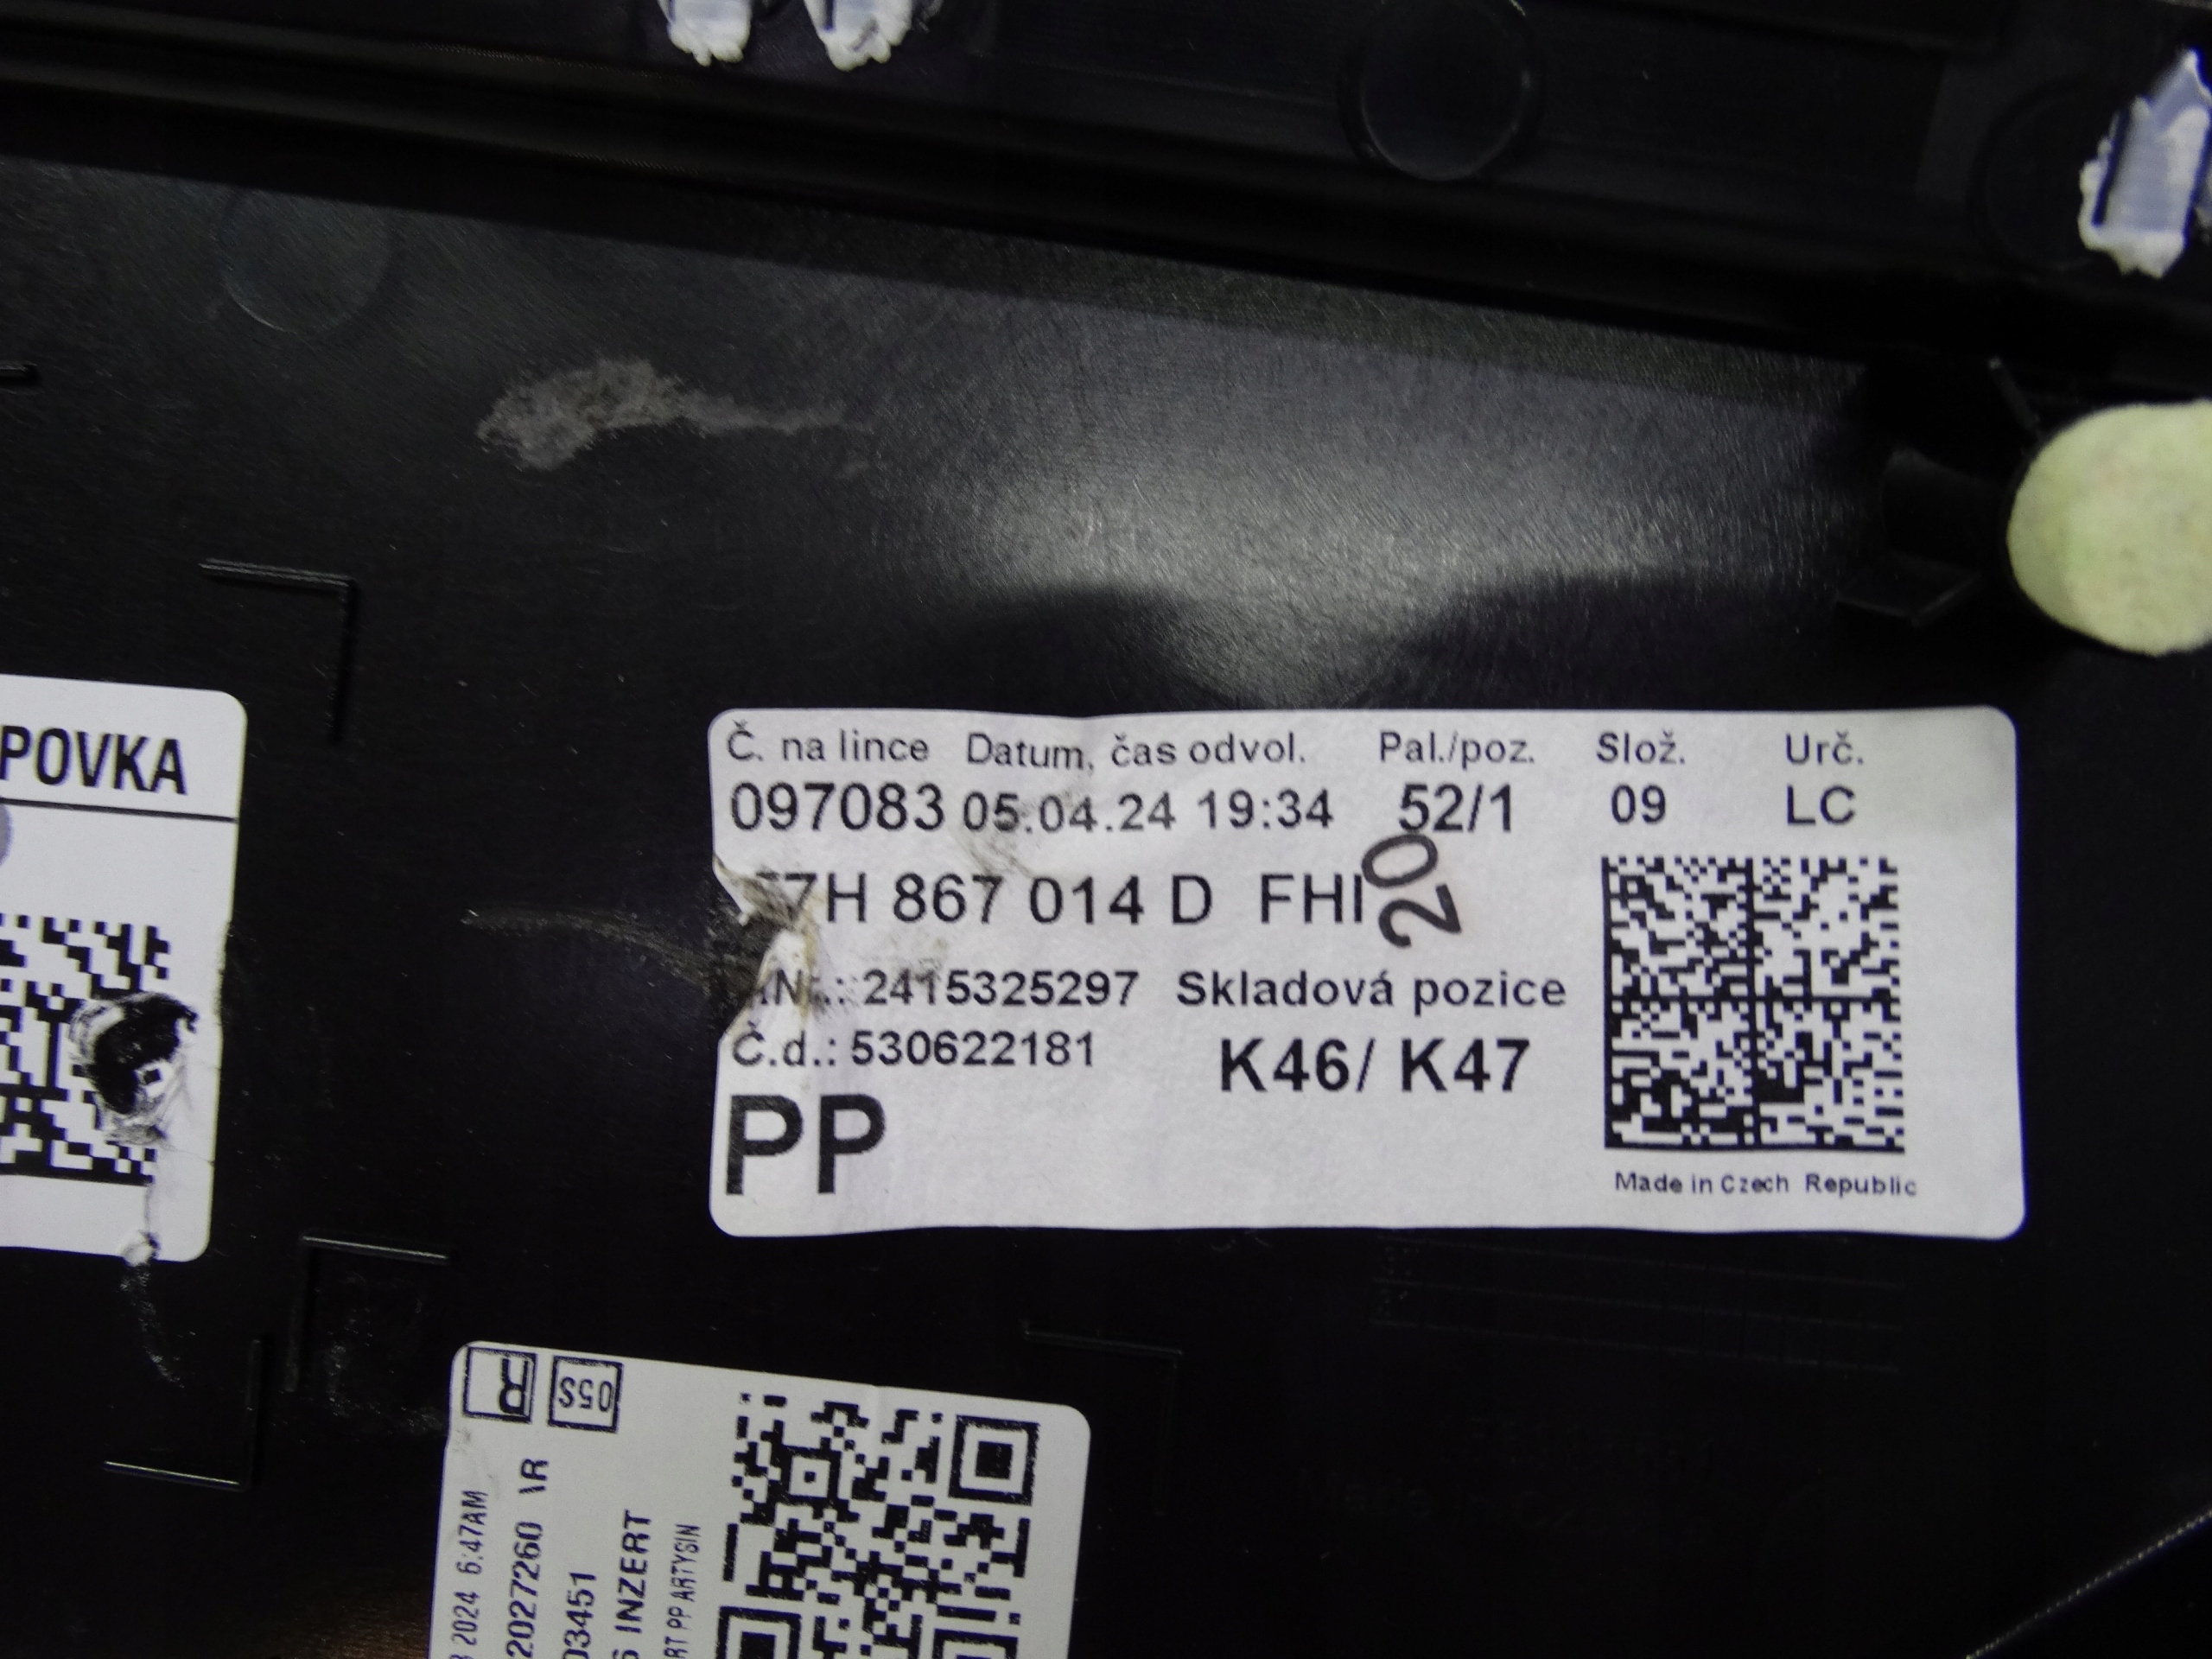 POVKA
Č. na lince Datum, čas odvol. Pal./poz. Slož. Urč.
097083 05.04.24 19:34 52/1 09 LC
7H 867 014 D FHI
20
2415325297 Skladová pozice
Č.d.: 530622181 K46/ K47
PP
Made in Czech Republic
R 05S
2024 6:47AM
2027260 \R
03451
INZERT
RT PP ARTYSIN